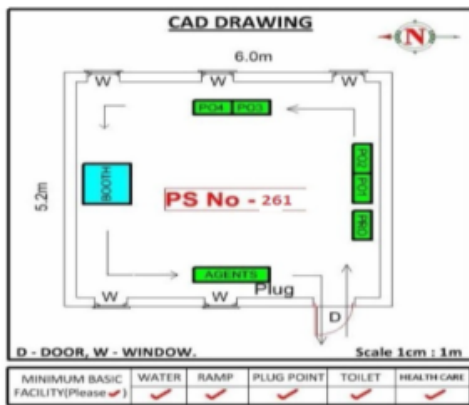 CAD DRAWING
N
6.0m
W W W
PO4 PO3
5.2m
BOOTH
PO2
PO1
PRO
PS No - 261
AGENTS
Plug
W W
D
D - DOOR, W - WINDOW. Scale 1cm : 1m
MINIMUM BASIC FACILITY(Please ✓) WATER RAMP PLUG POINT TOILET HEALTH CARE
✓ ✓ ✓ ✓ ✓